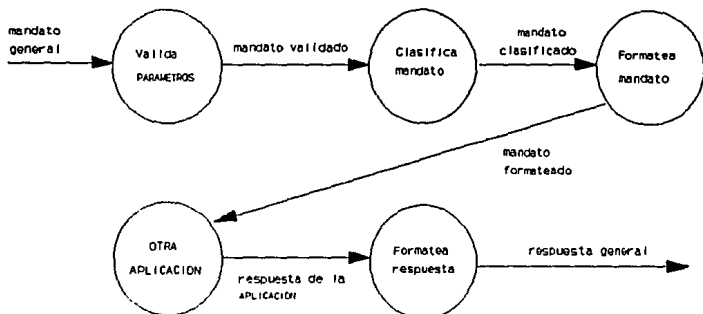 mandato
general
Valida
PARAMETROS
mandato validado
Clasifica
mandato
mandato
clasificado
Formatea
mandato
mandato
formateado
OTRA
APLICACION
respuesta de la
APLICACION
Formatea
respuesta
respuesta general